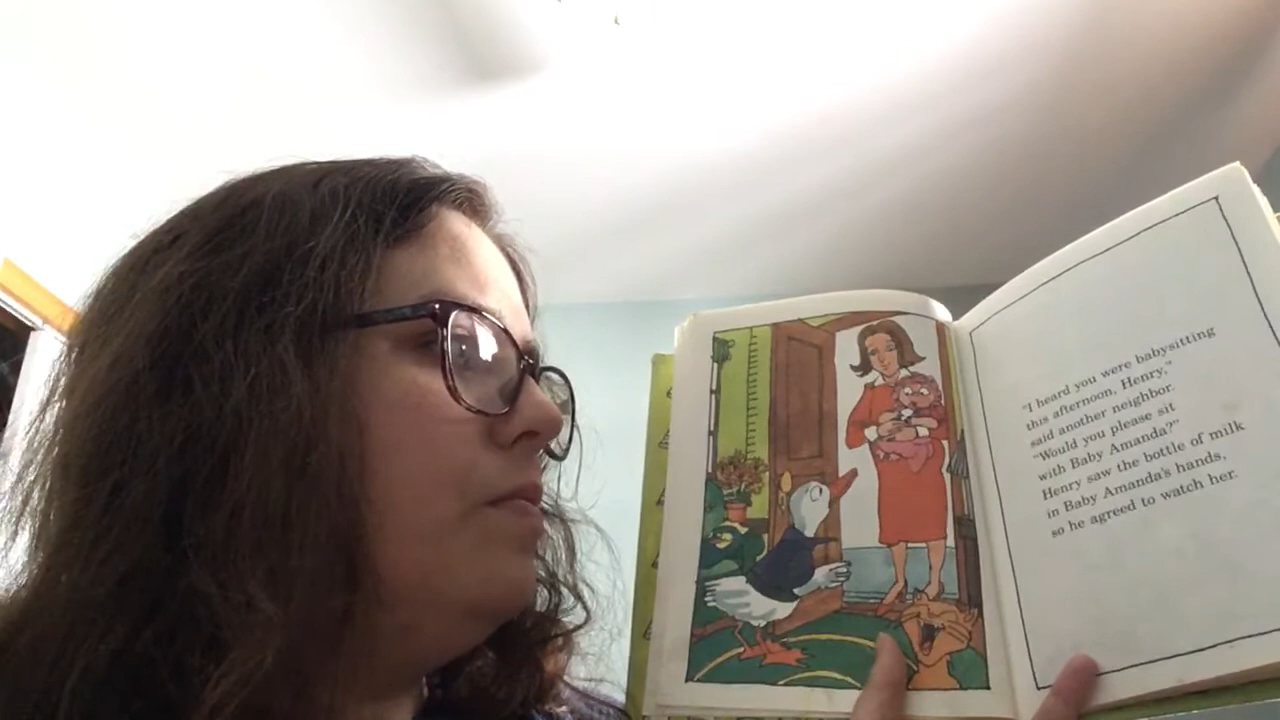 "I heard you were babysitting
this afternoon, Henry,"
said another neighbor.
"Would you please sit
with Baby Amanda?"
Henry saw the bottle of milk
in Baby Amanda's hands,
so he agreed to watch her.